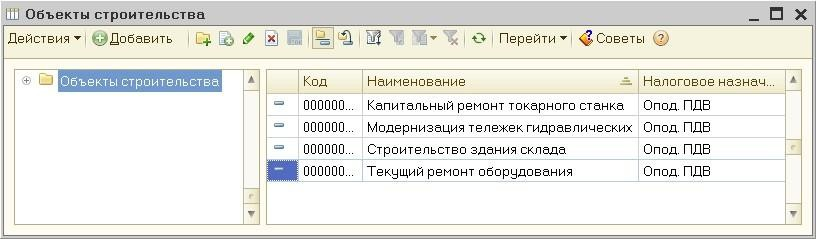 Объекты строительства
Действия Добавить Перейти Советы
Объекты строительства
Код Наименование Налоговое назнач...
000000... Капитальный ремонт токарного станка Опод. ПДВ
000000... Модернизация тележек гидравлических Опод. ПДВ
000000... Строительство здания склада Опод. ПДВ
000000... Текущий ремонт оборудования Опод. ПДВ